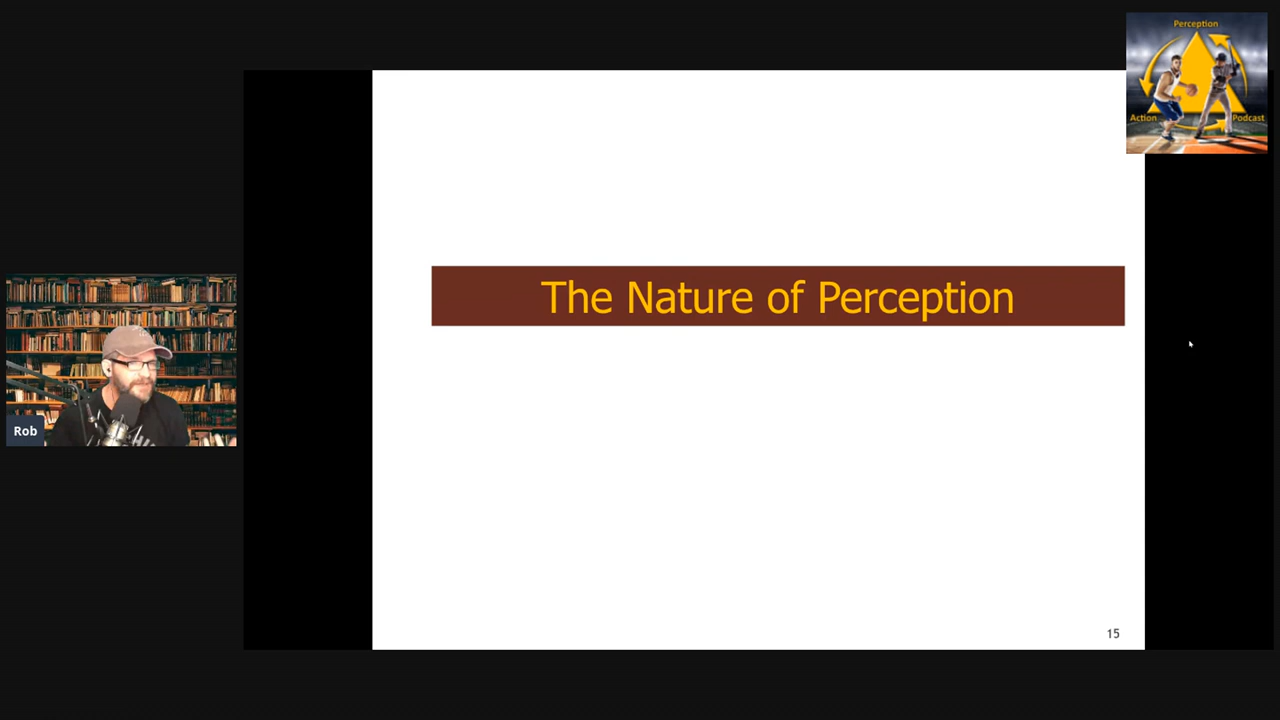 Perception
Action
Podcast
The Nature of Perception
Rob
15